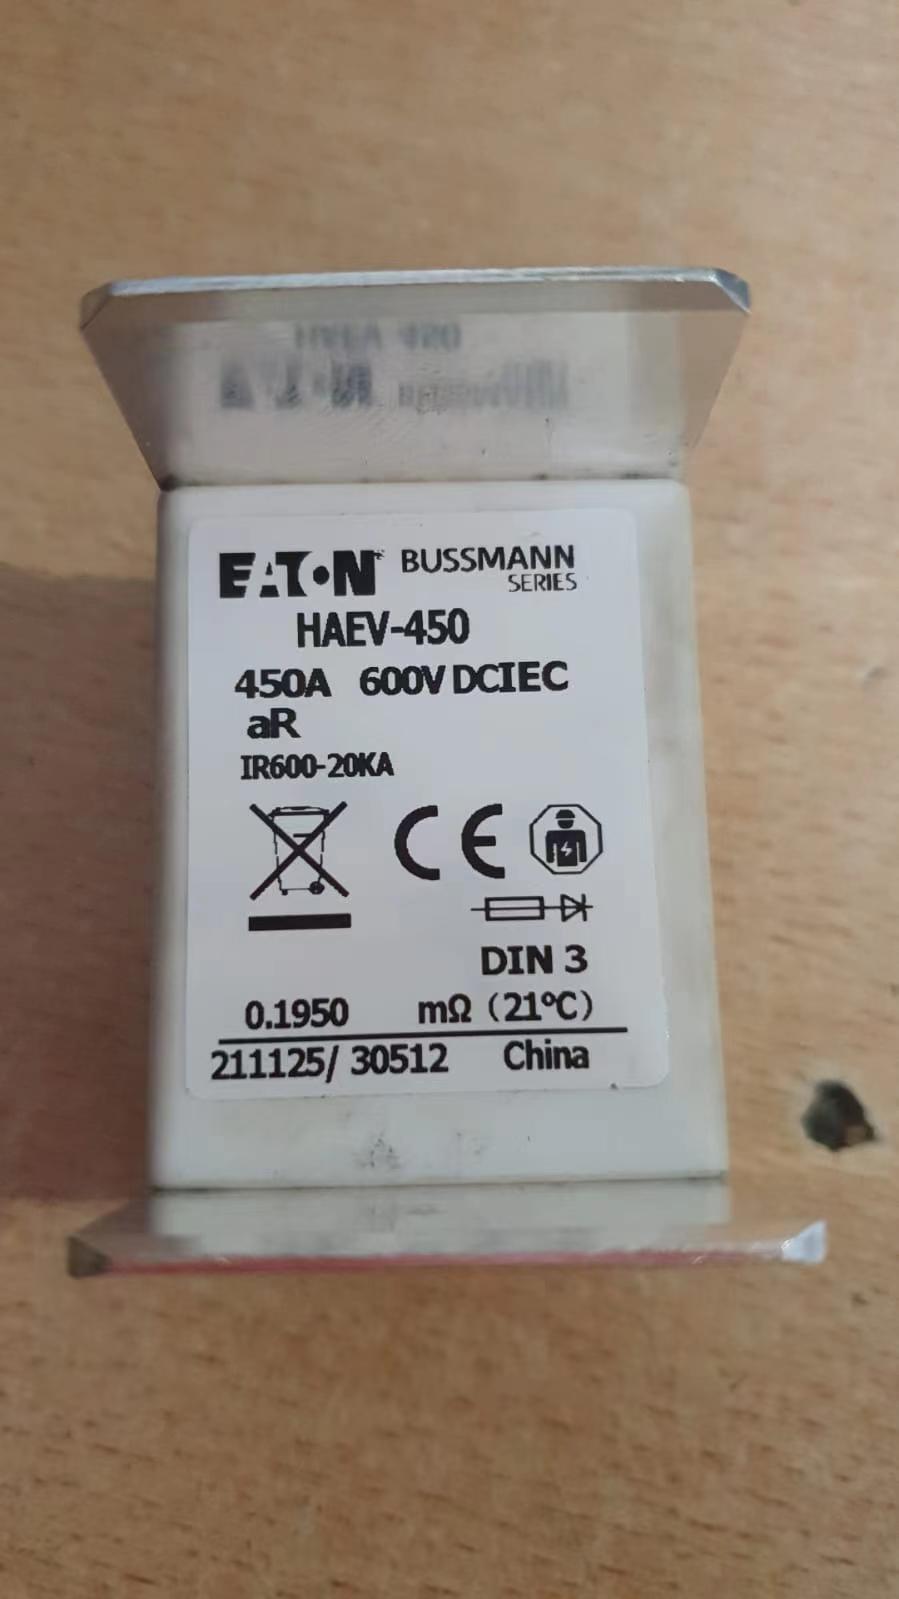 EATON BUSSMANN
SERIES
HAEV-450
450A 600V DCIEC
aR
IR600-20KA
CE
DIN 3
0.1950 mΩ (21℃)
211125/ 30512 China